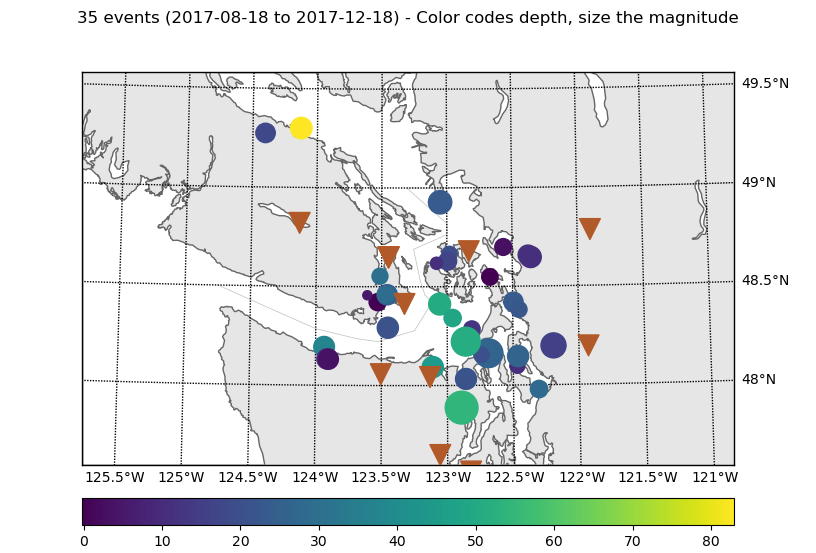 35 events (2017-08-18 to 2017-12-18) - Color codes depth, size the magnitude
49.5°N
49°N
48.5°N
48°N
125.5°W 125°W 124.5°W 124°W 123.5°W 123°W 122.5°W 122°W 121.5°W 121°W
0 10 20 30 40 50 60 70 80